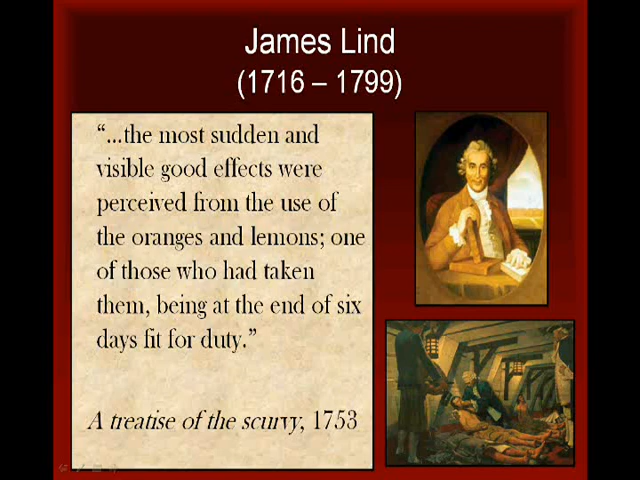 James Lind
(1716 – 1799)
“...the most sudden and
visible good effects were
perceived from the use of
the oranges and lemons; one
of those who had taken
them, being at the end of six
days fit for duty.”
A treatise of the scurvy, 1753